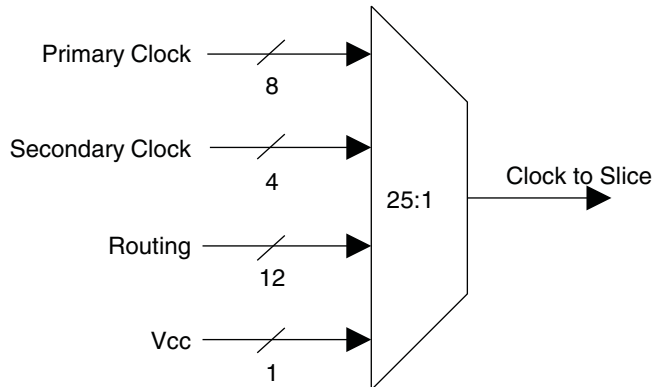 Primary Clock
8
Secondary Clock
4
25:1
Clock to Slice
Routing
12
Vcc
1